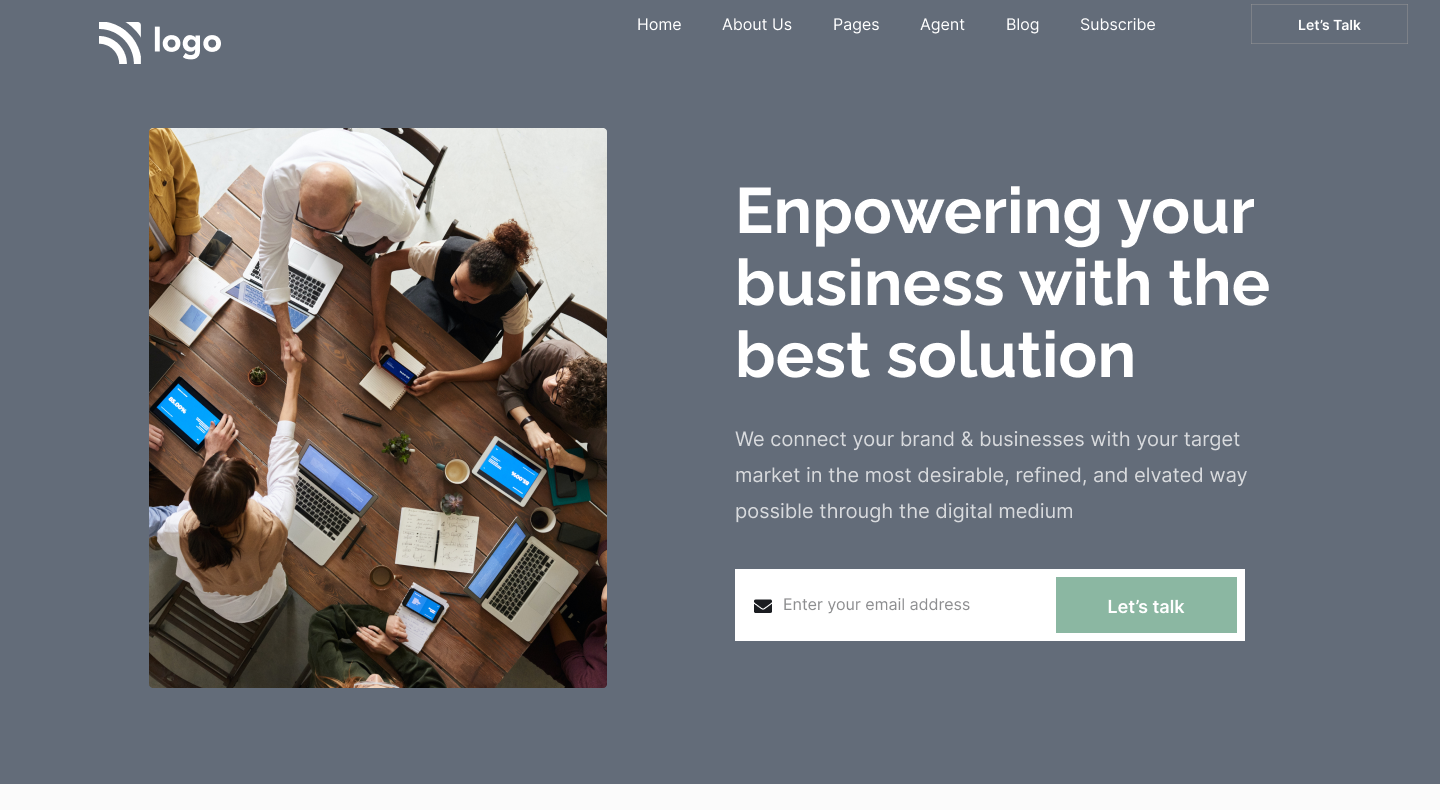 logo
Home About Us Pages Agent Blog Subscribe Let’s Talk
Enpowering your
business with the
best solution
We connect your brand & businesses with your target
market in the most desirable, refined, and elvated way
possible through the digital medium
Enter your email address Let’s talk